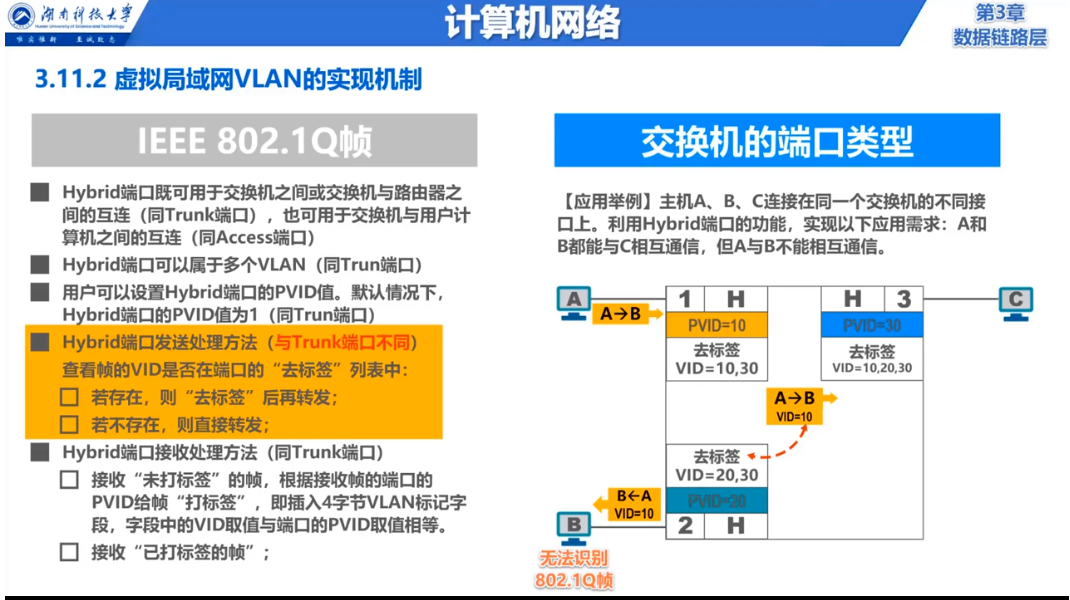 湖南科技大学
Hunan University of Science and Technology
唯实惟新 至诚致志
计算机网络
第3章
数据链路层
3.11.2 虚拟局域网VLAN的实现机制
IEEE 802.1Q帧
Hybrid端口既可用于交换机之间或交换机与路由器之
间的互连（同Trunk端口），也可用于交换机与用户计
算机之间的互连（同Access端口）
Hybrid端口可以属于多个VLAN（同Trun端口）
用户可以设置Hybrid端口的PVID值。默认情况下，
Hybrid端口的PVID值为1（同Trun端口）
Hybrid端口发送处理方法（与Trunk端口不同）
查看帧的VID是否在端口的“去标签”列表中：
若存在，则“去标签”后再转发；
若不存在，则直接转发；
Hybrid端口接收处理方法（同Trunk端口）
接收“未打标签”的帧，根据接收帧的端口的
PVID给帧“打标签”，即插入4字节VLAN标记字
段，字段中的VID取值与端口的PVID取值相等。
接收“已打标签的帧”；
交换机的端口类型
【应用举例】主机A、B、C连接在同一个交换机的不同接
口上。利用Hybrid端口的功能，实现以下应用需求：A和
B都能与C相互通信，但A与B不能相互通信。
A
A→B
1 H
PVID=10
去标签
VID=10,30
H 3
PVID=30
去标签
VID=10,20,30
C
A→B
VID=10
去标签
VID=20,30
PVID=20
2 H
B←A
VID=10
B
无法识别
802.1Q帧